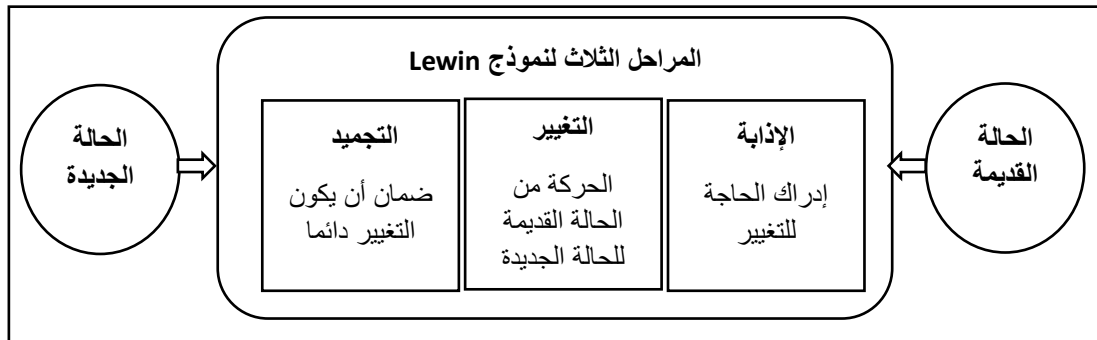 المراحل الثلاث لنموذج Lewin
الحالة
القديمة
الإذابة
إدراك الحاجة
للتغيير
التغيير
الحركة من
الحالة القديمة
للحالة الجديدة
التجميد
ضمان أن يكون
التغيير دائما
الحالة
الجديدة